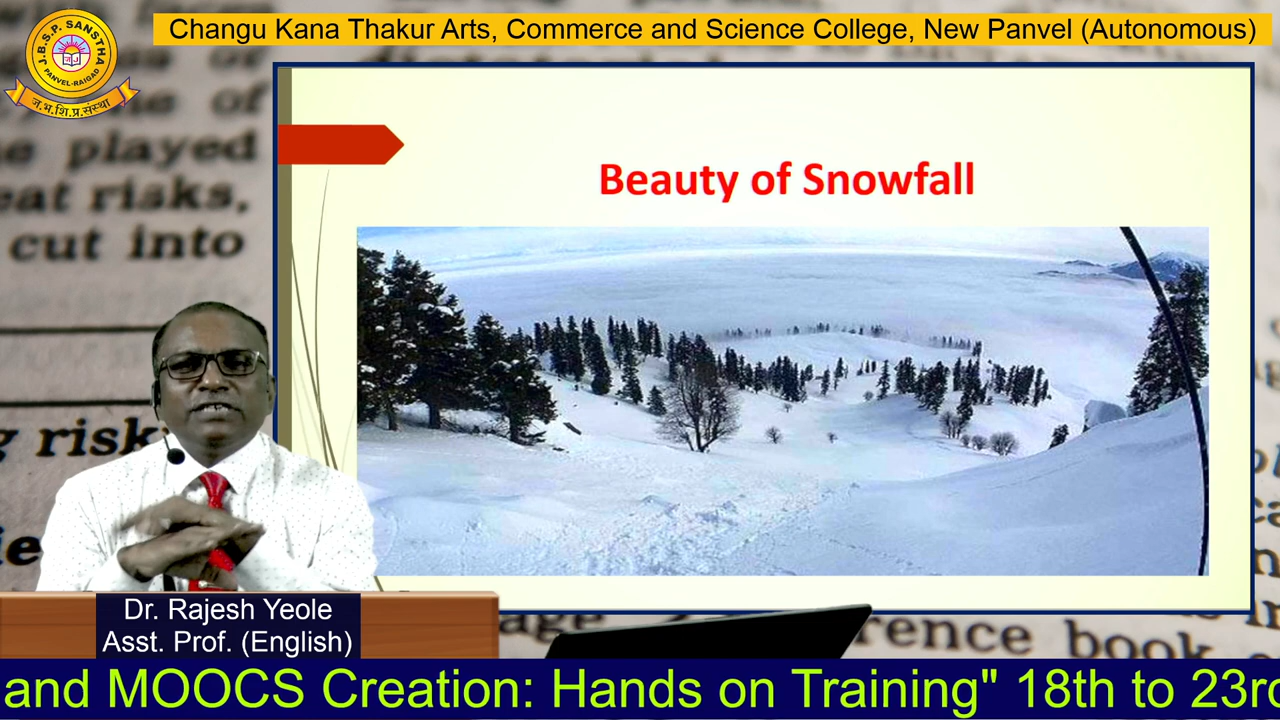 Changu Kana Thakur Arts, Commerce and Science College, New Panvel (Autonomous)
J.B.S.P. SANSTHA
PANVEL-RAIGAD
ज.भ.शि.प्र.संस्था
Beauty of Snowfall
of
played
eat risks,
cut into
risk
Dr. Rajesh Yeole
Asst. Prof. (English)
book
and MOOCS Creation: Hands on Training" 18th to 23rd